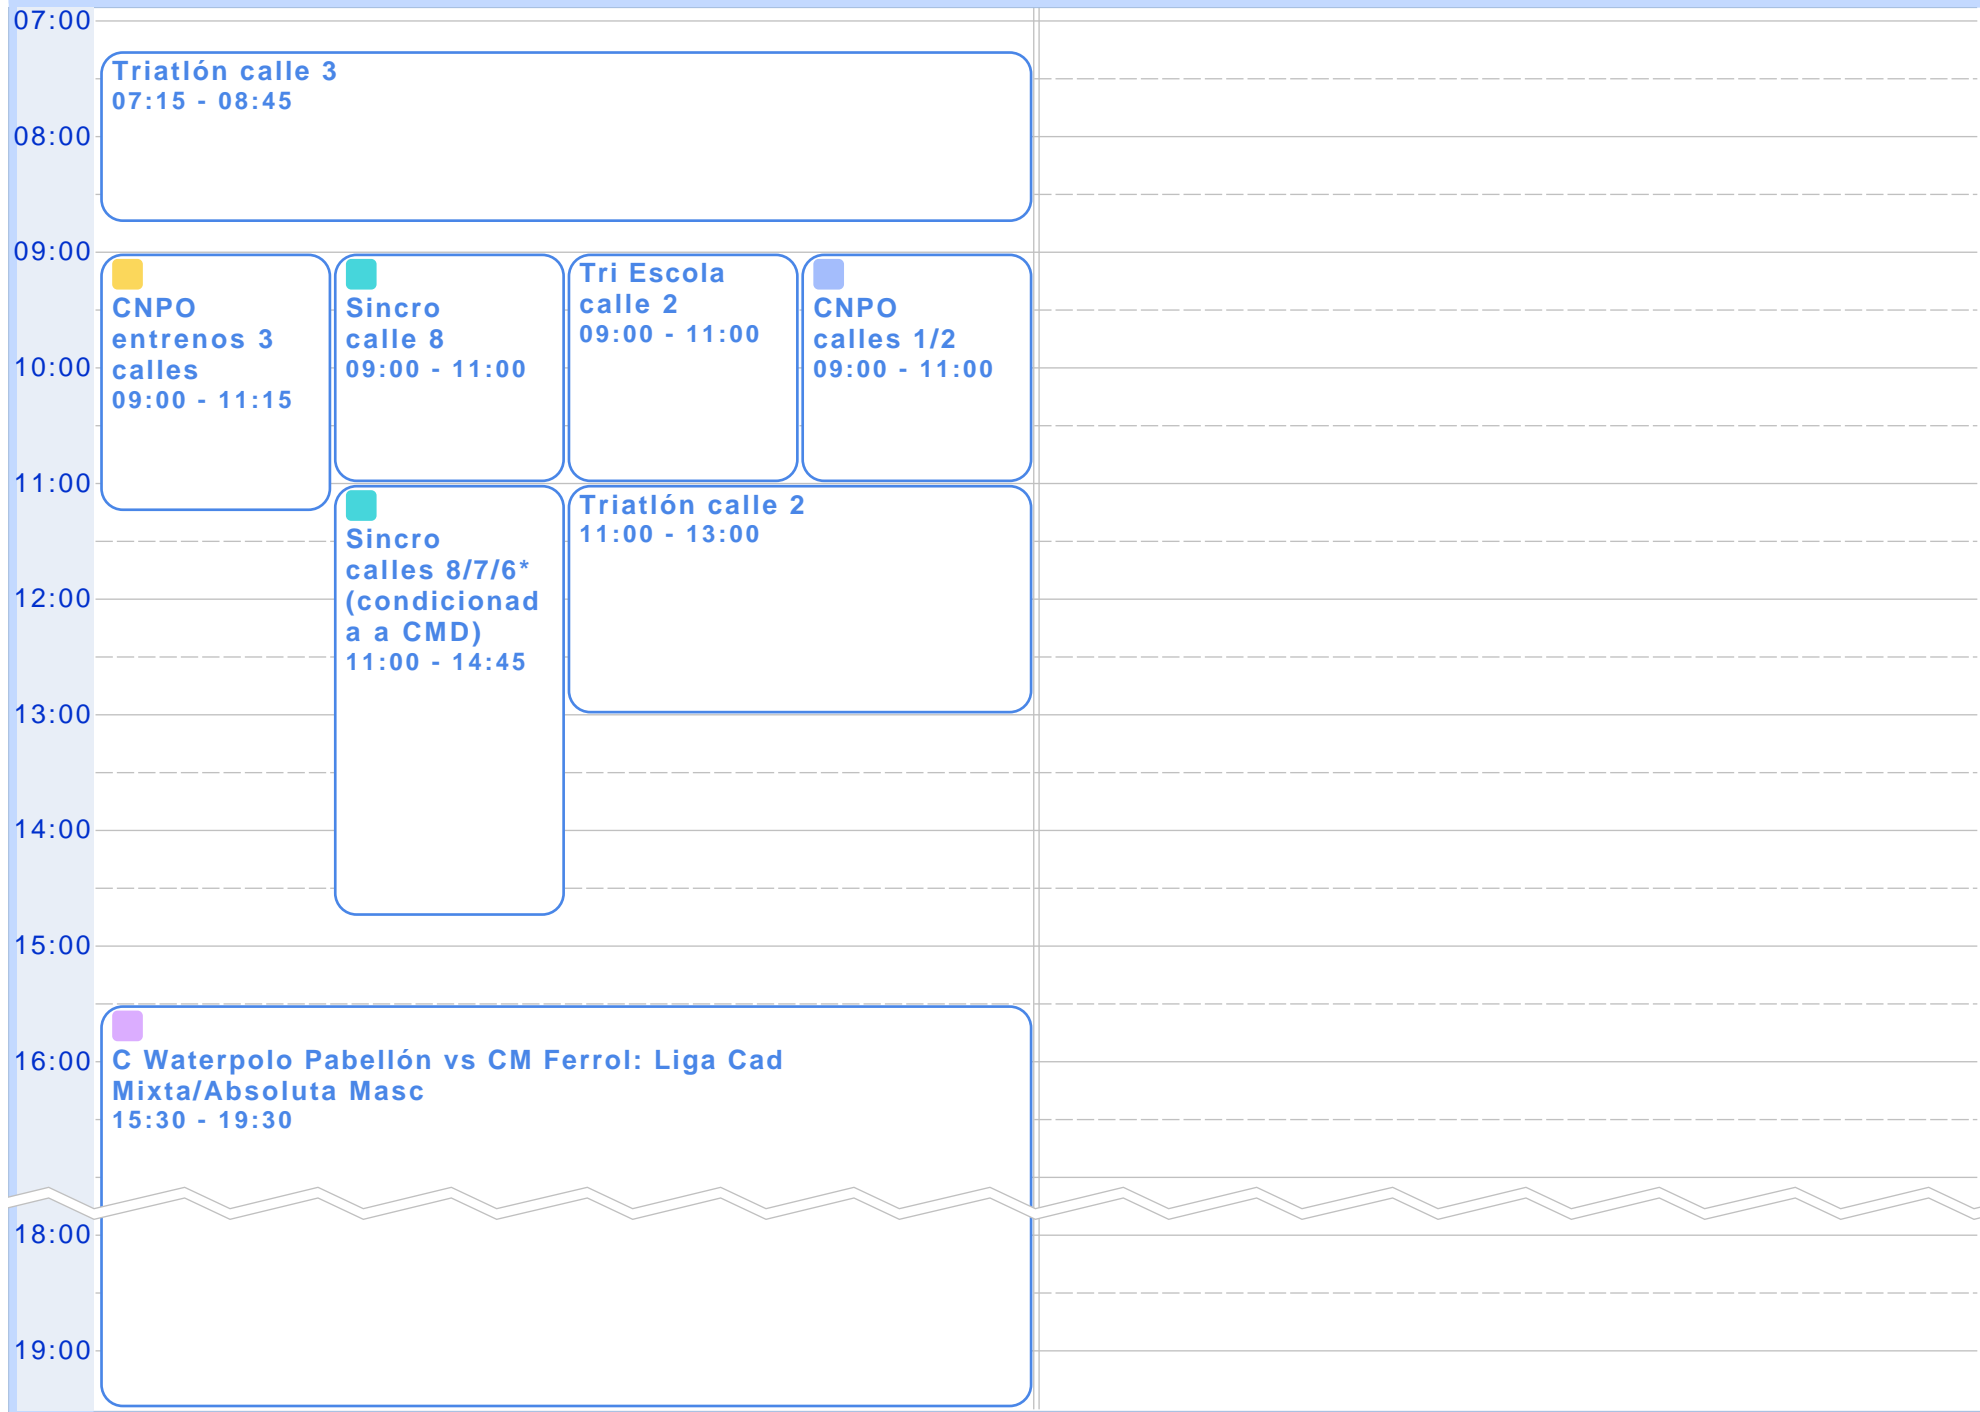 07:00
Triatlón calle 3
07:15 - 08:45
08:00
09:00
CNPO
entrenos 3
calles
09:00 - 11:15
Sincro
calle 8
09:00 - 11:00
Tri Escola
calle 2
09:00 - 11:00
CNPO
calles 1/2
09:00 - 11:00
10:00
11:00
Sincro
calles 8/7/6*
(condicionad
a a CMD)
11:00 - 14:45
Triatlón calle 2
11:00 - 13:00
12:00
13:00
14:00
15:00
16:00
C Waterpolo Pabellón vs CM Ferrol: Liga Cad
Mixta/Absoluta Masc
15:30 - 19:30
18:00
19:00